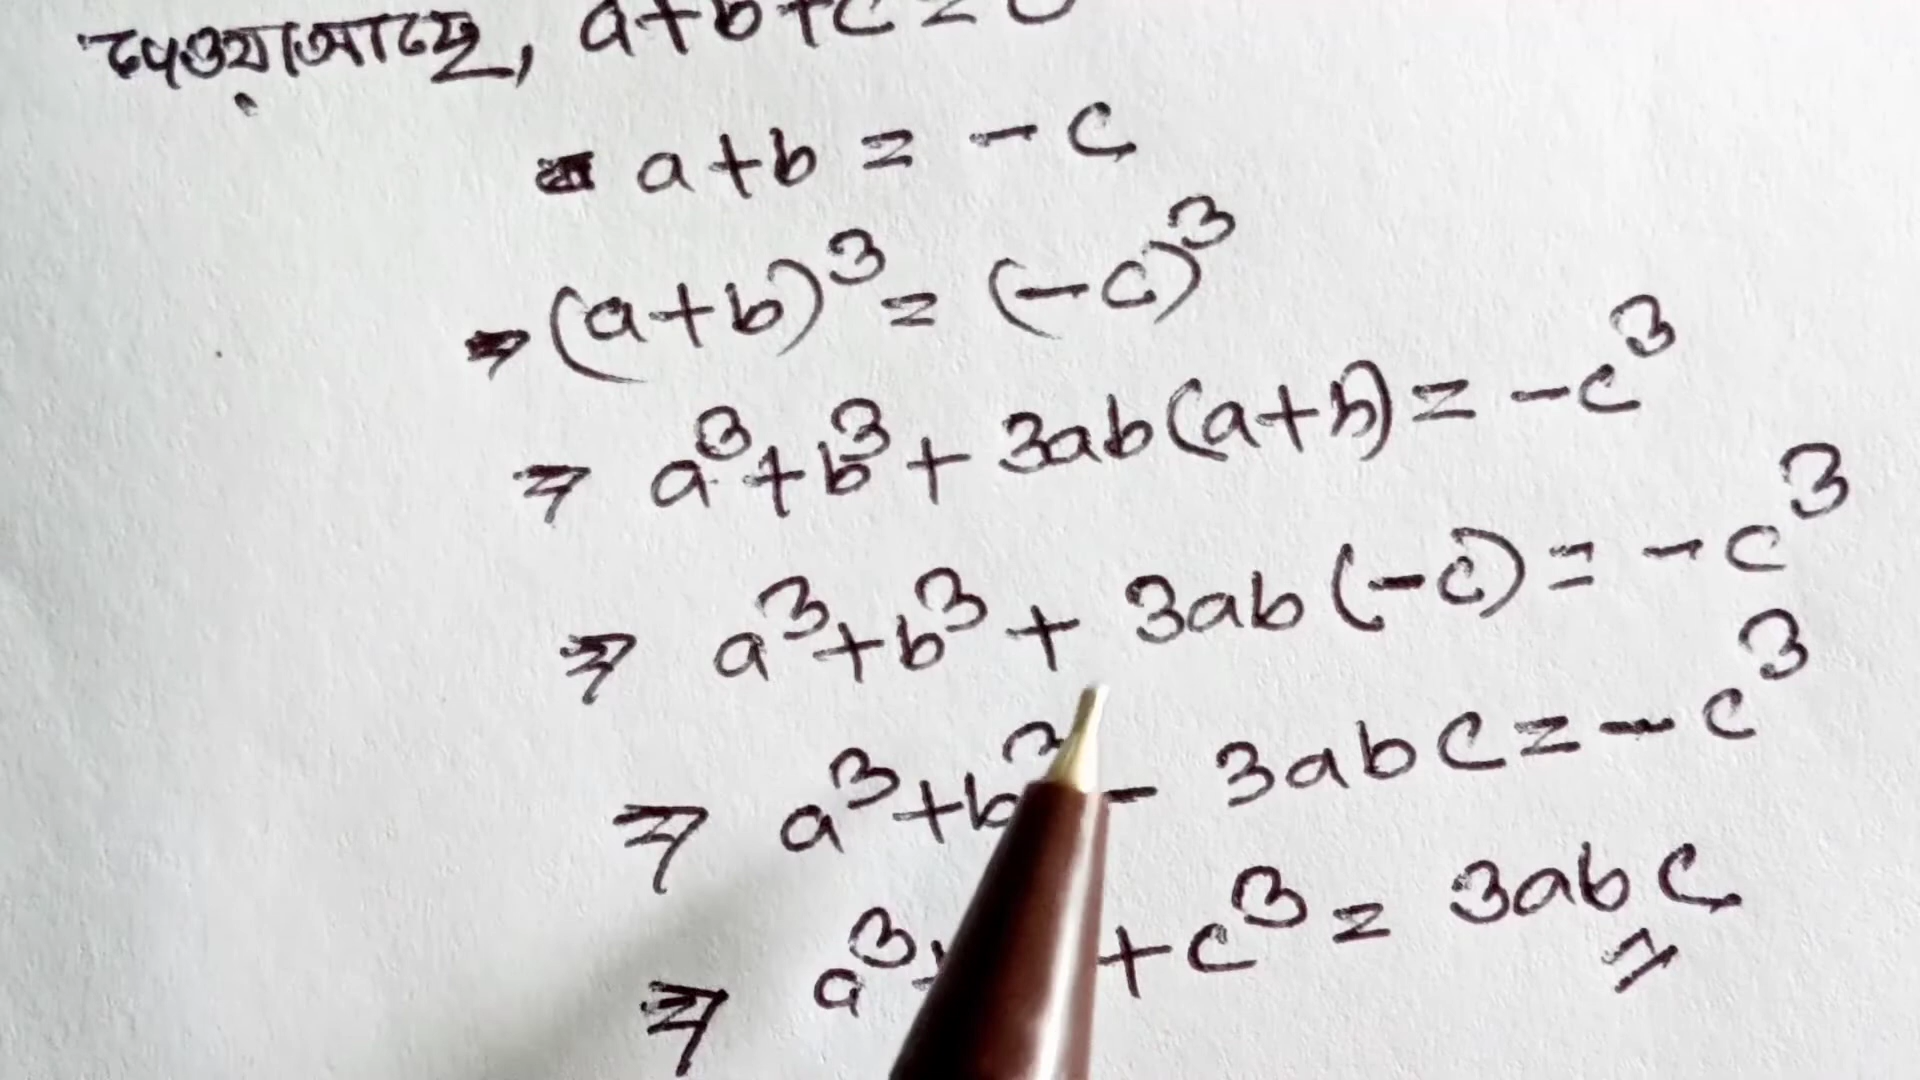 দেওয়া আছে, a+b+c=0
a+b = -c
⇒ (a+b)³ = (-c)³
⇒ a³+b³+3ab(a+b) = -c³
⇒ a³+b³+3ab(-c) = -c³
⇒ a³+b³-3abc = -c³
⇒ a³+ +c³ = 3abc